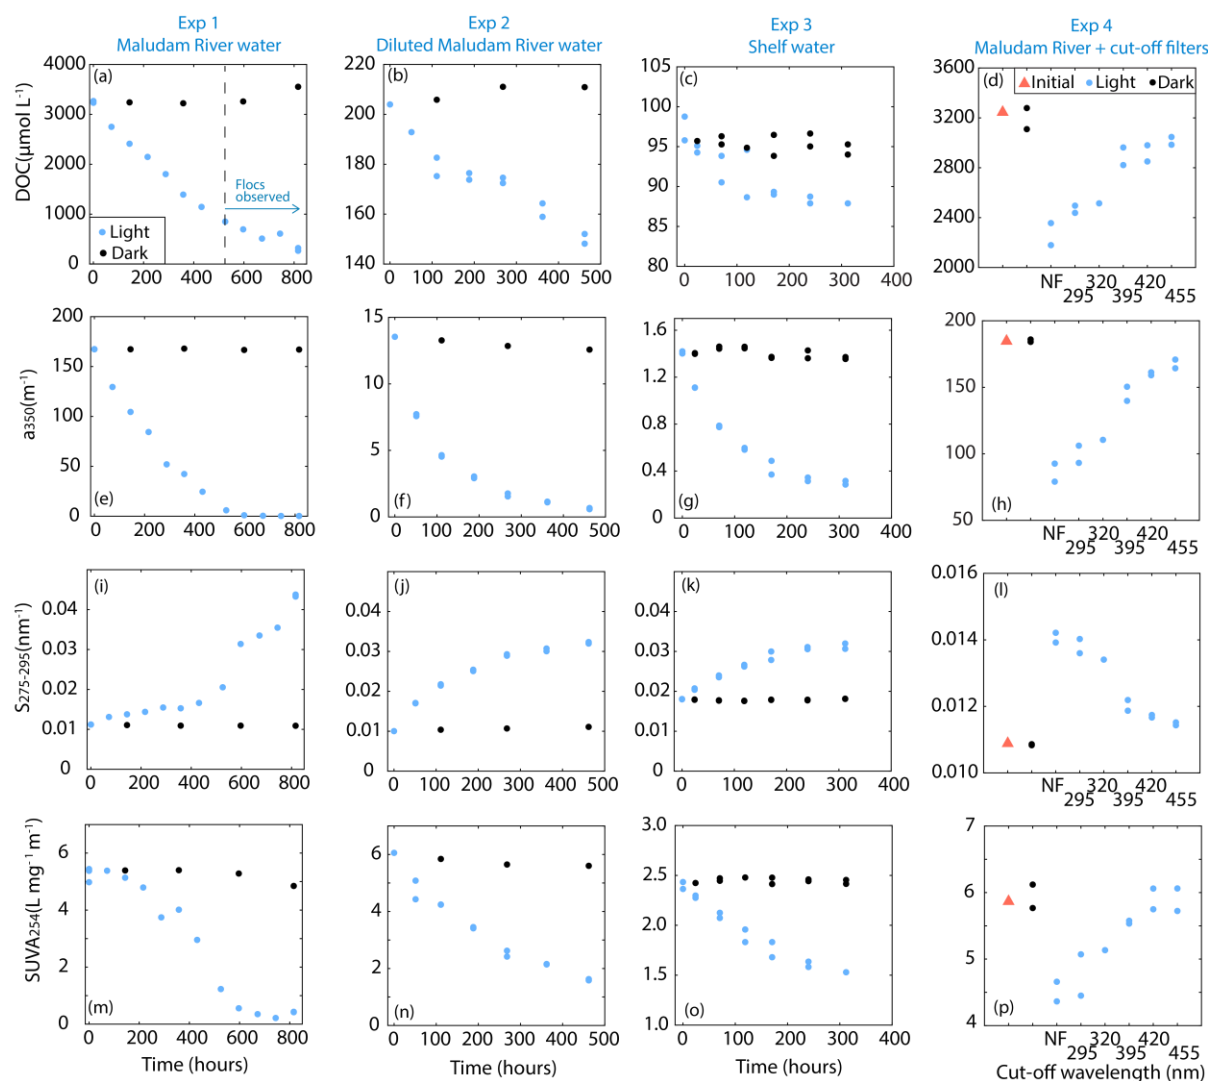 Exp 1
Maludam River water
Exp 2
Diluted Maludam River water
Exp 3
Shelf water
Exp 4
Maludam River + cut-off filters
(a)
DOC(μmol L⁻¹)
4000
3000
2000
1000
0
0 200 400 600 800
Flocs
observed
Light
Dark
(b)
220
200
180
160
140
0 100 200 300 400 500
(c)
105
100
95
90
85
80
0 100 200 300 400
(d)
Initial Light Dark
3600
3200
2800
2400
2000
NF 320 420
295 395 455
(e)
a350(m⁻¹)
200
150
100
50
0
0 200 400 600 800
(f)
15
10
5
0
0 100 200 300 400 500
(g)
1.6
1.2
0.8
0.4
0
0 100 200 300 400
(h)
200
150
100
50
NF 320 420
295 395 455
(i)
S275-295(nm⁻¹)
0.04
0.03
0.02
0.01
0
0 200 400 600 800
(j)
0.04
0.03
0.02
0.01
0
0 100 200 300 400 500
(k)
0.04
0.03
0.02
0.01
0
0 100 200 300 400
(l)
0.016
0.014
0.012
0.010
NF 320 420
295 395 455
(m)
SUVA254(L mg⁻¹ m⁻¹)
6
4
2
0
0 200 400 600 800
Time (hours)
(n)
6
4
2
0
0 100 200 300 400 500
Time (hours)
(o)
3.0
2.5
2.0
1.5
1.0
0 100 200 300 400
Time (hours)
(p)
7
6
5
4
NF 320 420
295 395 455
Cut-off wavelength (nm)